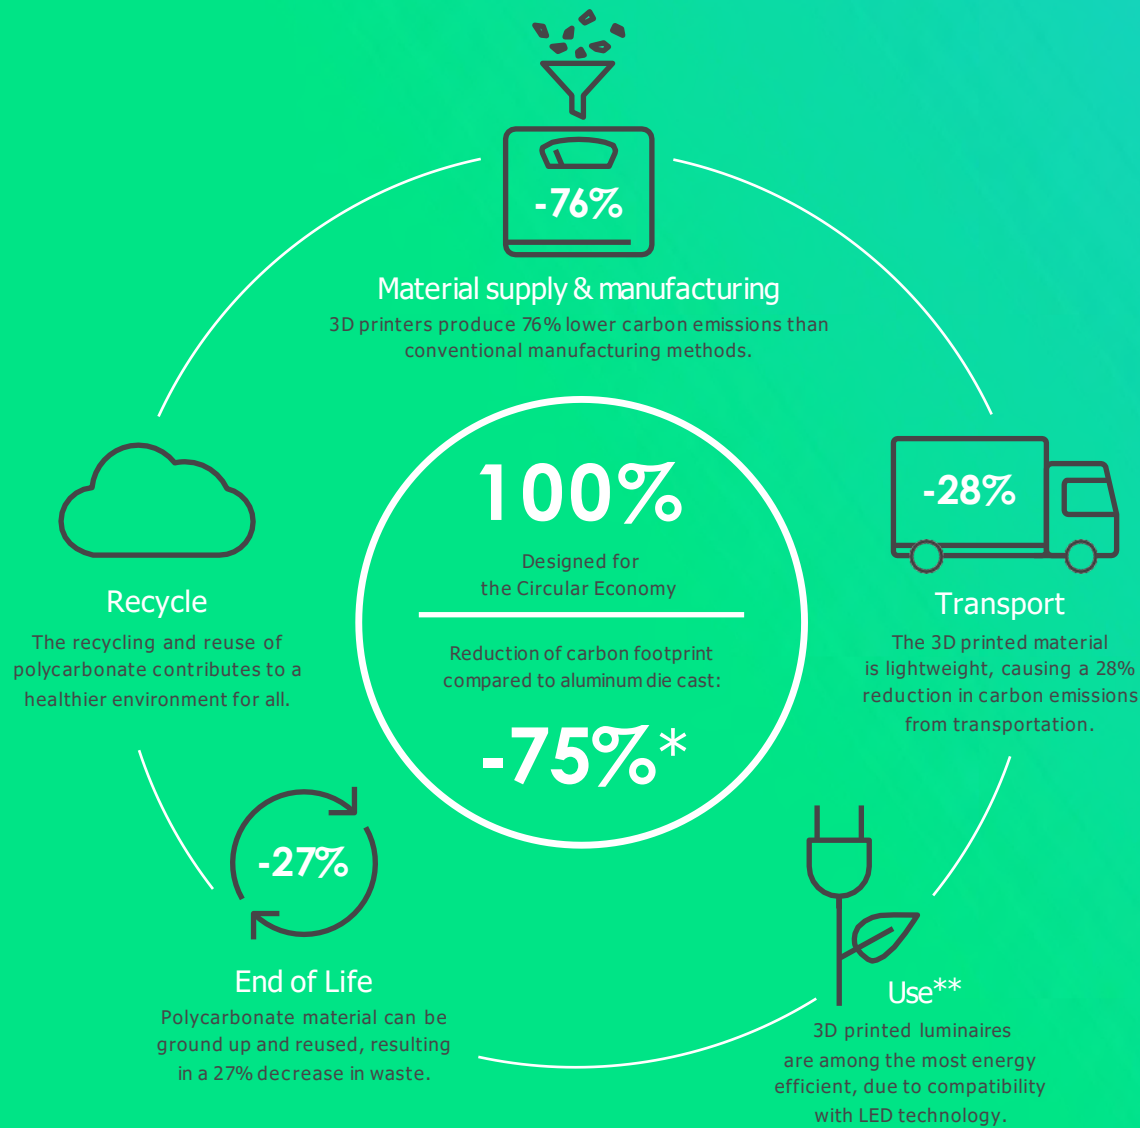 -76%
Material supply & manufacturing
3D printers produce 76% lower carbon emissions than
conventional manufacturing methods.
100%
Designed for
the Circular Economy
Reduction of carbon footprint
compared to aluminum die cast:
-75%*
-28%
Transport
The 3D printed material
is lightweight, causing a 28%
reduction in carbon emissions
from transportation.
Use**
3D printed luminaires
are among the most energy
efficient, due to compatibility
with LED technology.
-27%
End of Life
Polycarbonate material can be
ground up and reused, resulting
in a 27% decrease in waste.
Recycle
The recycling and reuse of
polycarbonate contributes to a
healthier environment for all.